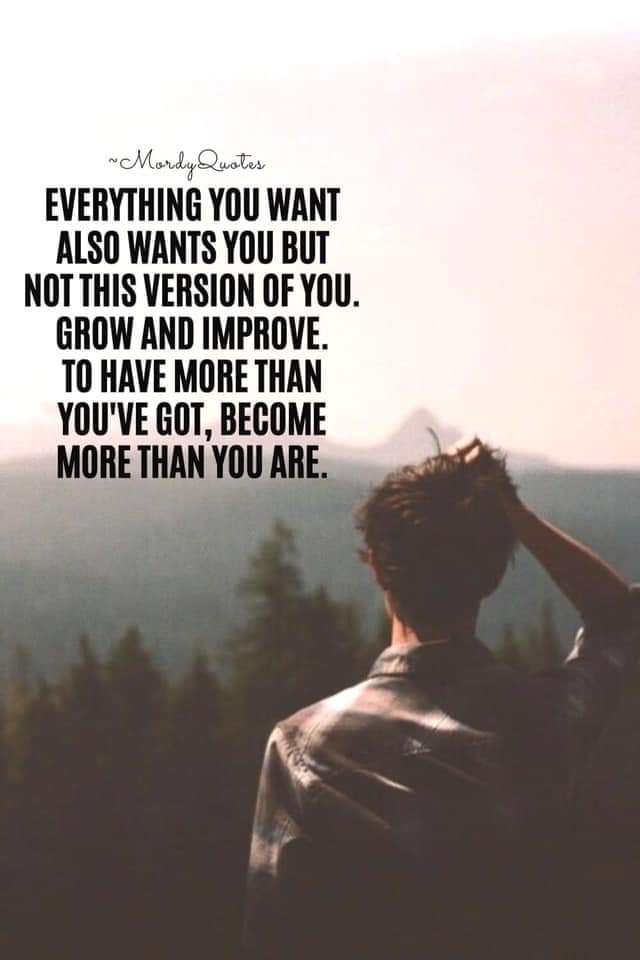 ~MordyQuotes
EVERYTHING YOU WANT
ALSO WANTS YOU BUT
NOT THIS VERSION OF YOU.
GROW AND IMPROVE.
TO HAVE MORE THAN
YOU'VE GOT, BECOME
MORE THAN YOU ARE.